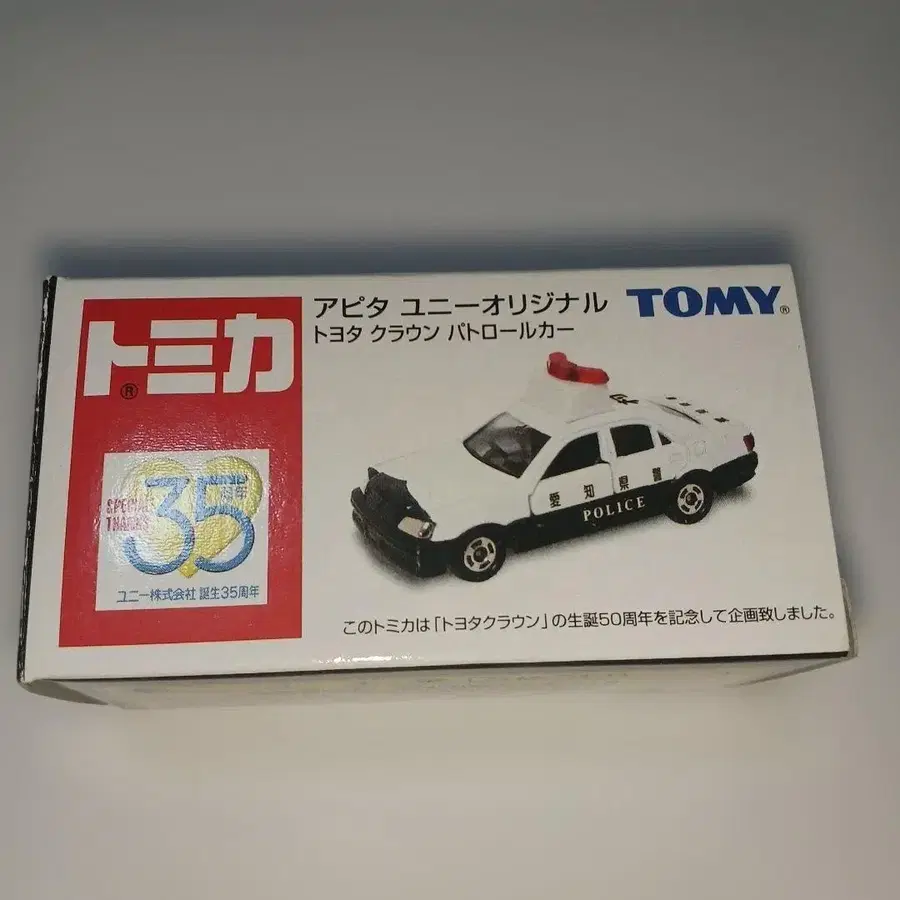 アピタ ユニーオリジナル
トヨタ クラウン パトロールカー
TOMY®
トミカ®
SPECIAL THANKS
35周年
ユニー株式会社 誕生35周年
愛知県警
POLICE
このトミカは「トヨタクラウン」の生誕50周年を記念して企画致しました。